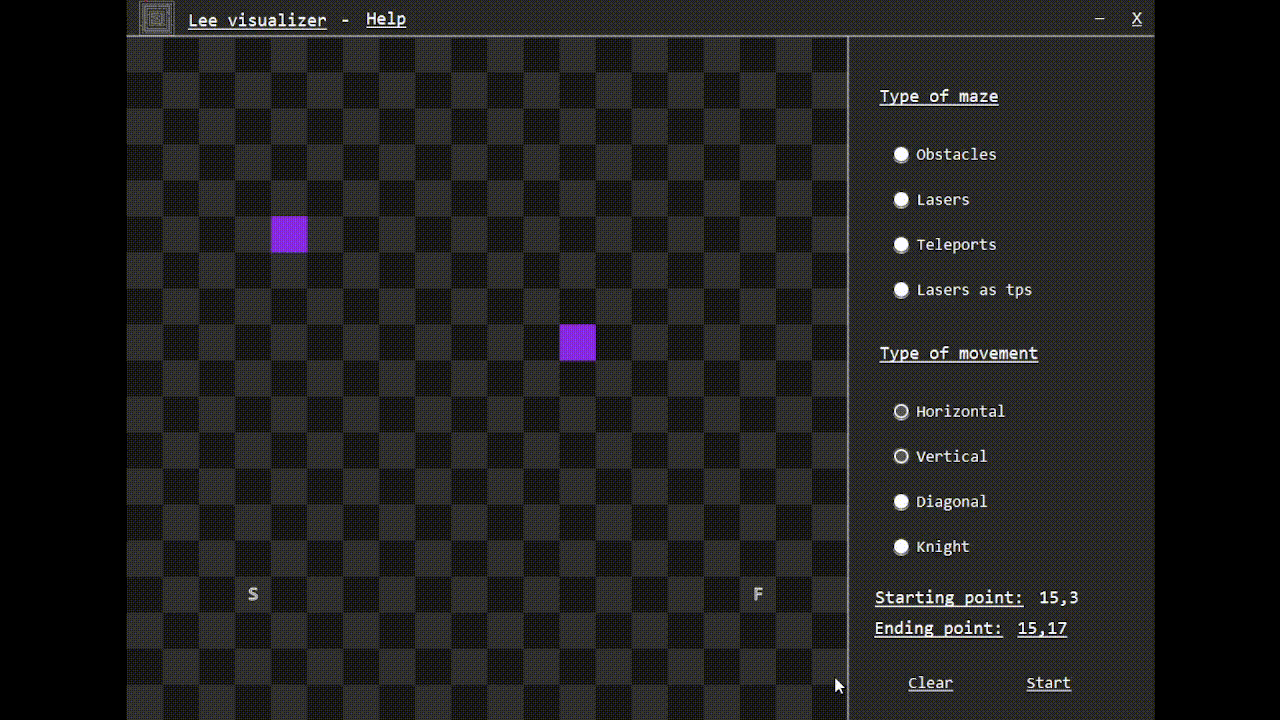 Lee visualizer - Help – X
Type of maze
Obstacles
Lasers
Teleports
Lasers as tps
Type of movement
Horizontal
Vertical
Diagonal
Knight
S F
Starting point: 15,3
Ending point: 15,17
Clear Start